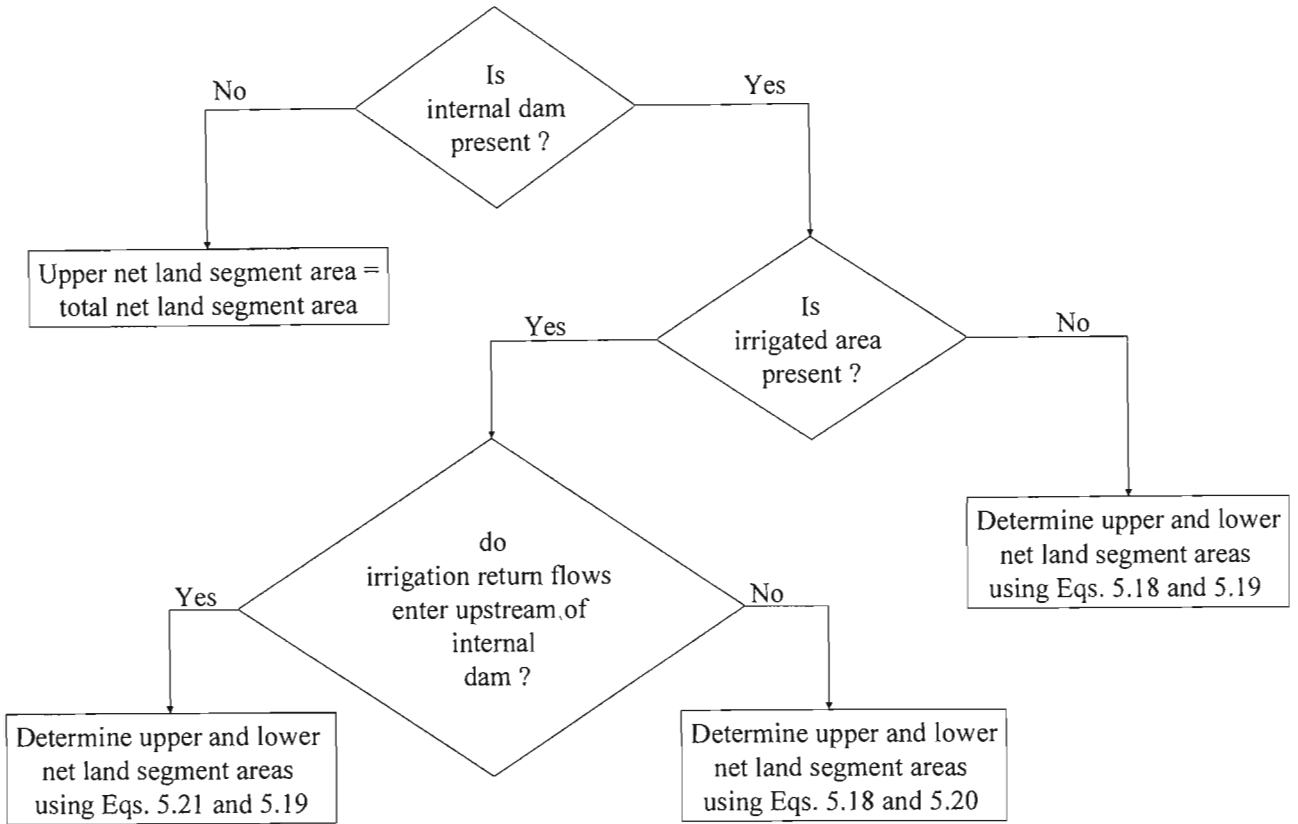 Is
internal dam
present ?
No
Yes
Upper net land segment area =
total net land segment area
Is
irrigated area
present ?
Yes
No
Determine upper and lower
net land segment areas
using Eqs. 5.18 and 5.19
do
irrigation return flows
enter upstream of
internal
dam ?
Yes
No
Determine upper and lower
net land segment areas
using Eqs. 5.21 and 5.19
Determine upper and lower
net land segment areas
using Eqs. 5.18 and 5.20